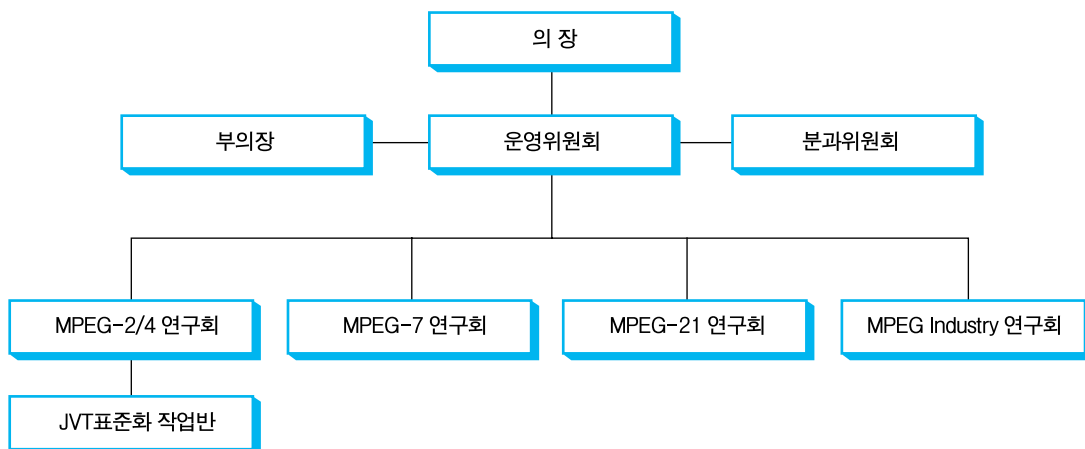 의 장
부의장
운영위원회
분과위원회
MPEG-2/4 연구회
MPEG-7 연구회
MPEG-21 연구회
MPEG Industry 연구회
JVT표준화 작업반